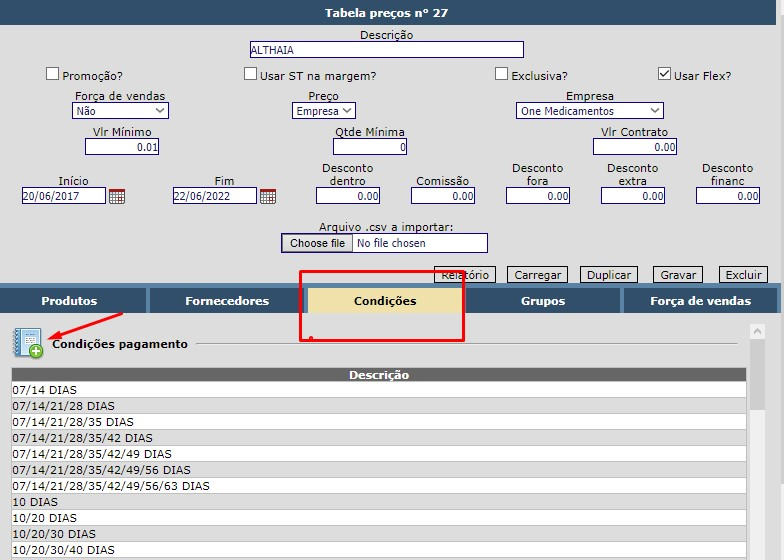 Tabela preços n° 27
Descrição
ALTHAIA
Promoção? Usar ST na margem? Exclusiva? Usar Flex?
Força de vendas Preço Empresa
Não Empresa One Medicamentos
Vlr Mínimo Qtde Mínima Vlr Contrato
0.01 0 0.00
Início Fim Desconto dentro Comissão Desconto fora Desconto extra Desconto financ
20/06/2017 22/06/2022 0.00 0.00 0.00 0.00 0.00
Arquivo .csv a importar:
Choose file No file chosen
Relatório Carregar Duplicar Gravar Excluir
Produtos Fornecedores Condições Grupos Força de vendas
Condições pagamento
Descrição
07/14 DIAS
07/14/21/28 DIAS
07/14/21/28/35 DIAS
07/14/21/28/35/42 DIAS
07/14/21/28/35/42/49 DIAS
07/14/21/28/35/42/49/56 DIAS
07/14/21/28/35/42/49/56/63 DIAS
10 DIAS
10/20 DIAS
10/20/30 DIAS
10/20/30/40 DIAS